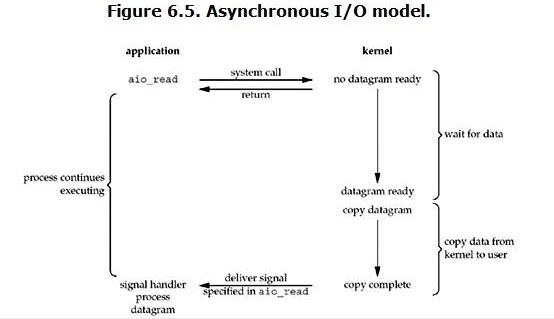 Figure 6.5. Asynchronous I/O model.
application
kernel
aio_read
system call
return
no datagram ready
wait for data
process continues
executing
datagram ready
copy datagram
copy data from
kernel to user
signal handler
process
datagram
deliver signal
specified in aio_read
copy complete